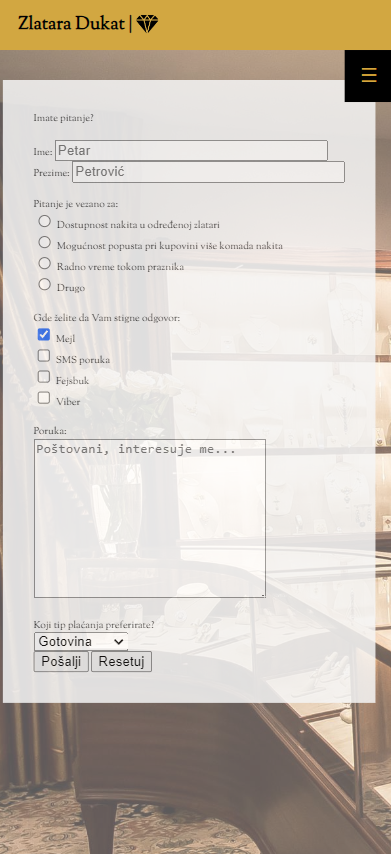 Zlatara Dukat |
☰
Imate pitanje?
Ime: Petar
Prezime: Petrović
Pitanje je vezano za:
Dostupnost nakita u određenoj zlatari
Mogućnost popusta pri kupovini više komada nakita
Radno vreme tokom praznika
Drugo
Gde želite da Vam stigne odgovor:
Mejl
SMS poruka
Fejsbuk
Viber
Poruka:
Poštovani, interesuje me...
Koji tip plaćanja preferirate?
Gotovina
Pošalji Resetuj